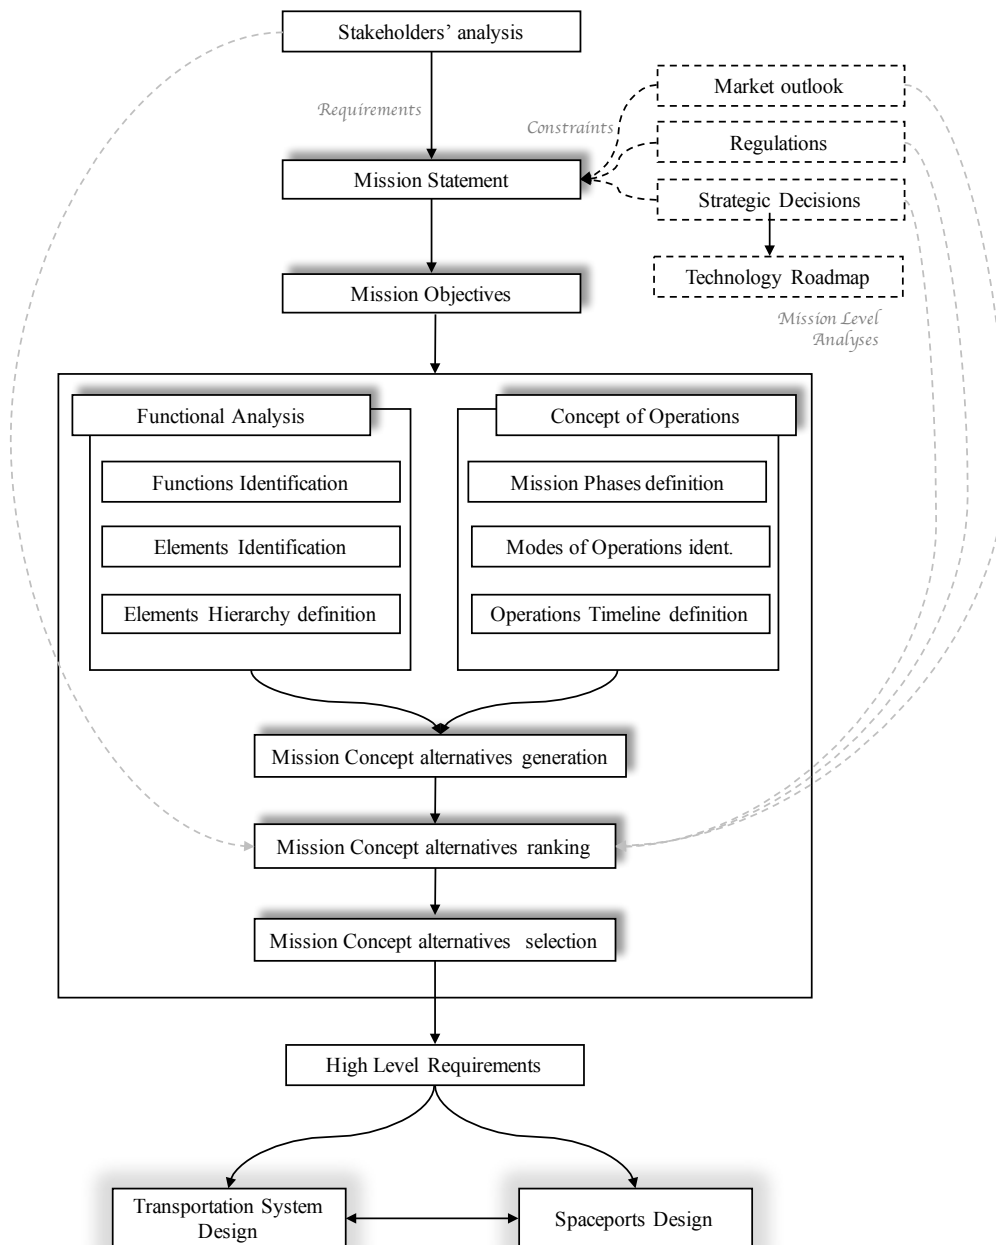 Stakeholders’ analysis
Market outlook
Requirements
Constraints
Regulations
Mission Statement
Strategic Decisions
Technology Roadmap
Mission Objectives
Mission Level
Analyses
Functional Analysis
Concept of Operations
Functions Identification
Mission Phases definition
Elements Identification
Modes of Operations ident.
Elements Hierarchy definition
Operations Timeline definition
Mission Concept alternatives generation
Mission Concept alternatives ranking
Mission Concept alternatives selection
High Level Requirements
Transportation System
Design
Spaceports Design